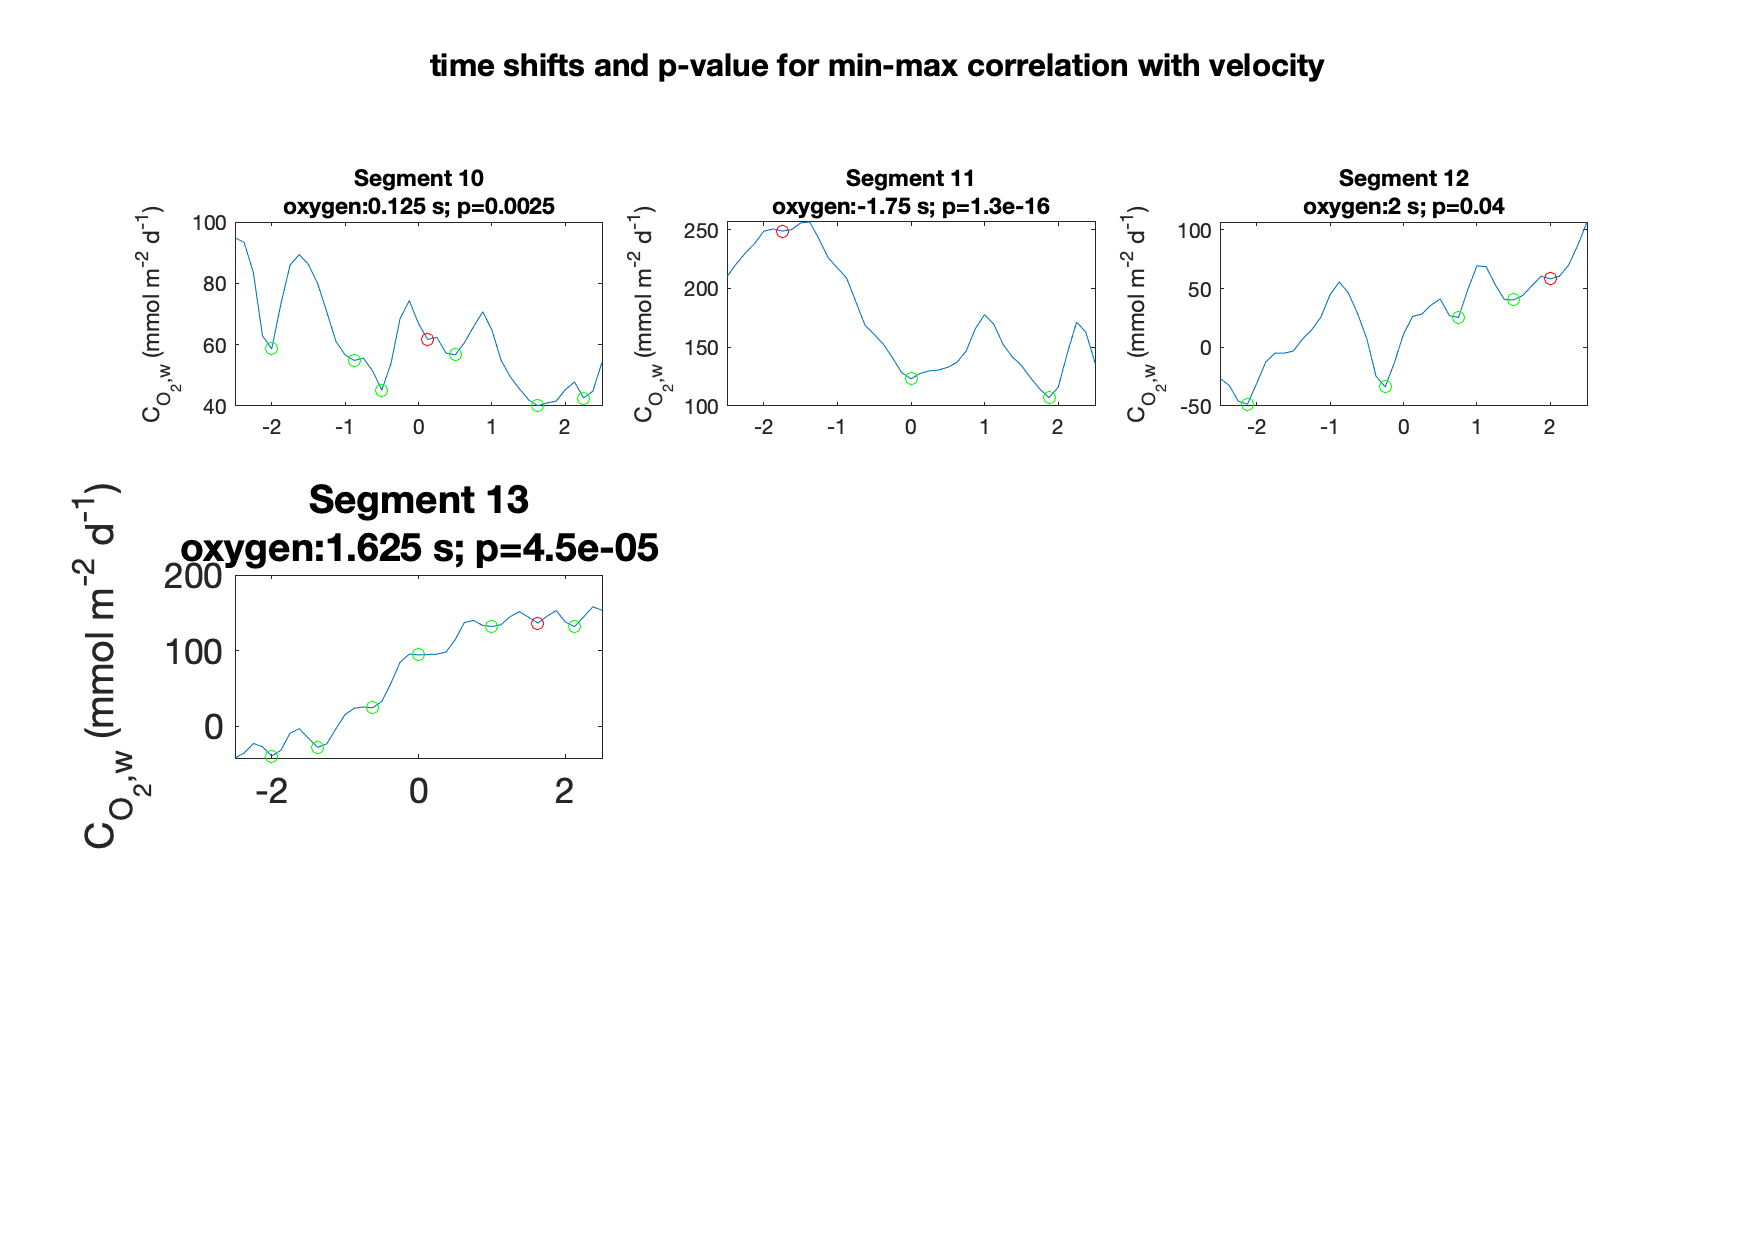 time shifts and p-value for min-max correlation with velocity
Segment 10
oxygen:0.125 s; p=0.0025
C_{O_2,w} (mmol m^{-2} d^{-1})
100
80
60
40
-2 -1 0 1 2
Segment 11
oxygen:-1.75 s; p=1.3e-16
C_{O_2,w} (mmol m^{-2} d^{-1})
250
200
150
100
-2 -1 0 1 2
Segment 12
oxygen:2 s; p=0.04
C_{O_2,w} (mmol m^{-2} d^{-1})
100
50
0
-50
-2 -1 0 1 2
Segment 13
oxygen:1.625 s; p=4.5e-05
C_{O_2,w} (mmol m^{-2} d^{-1})
200
100
0
-2 0 2